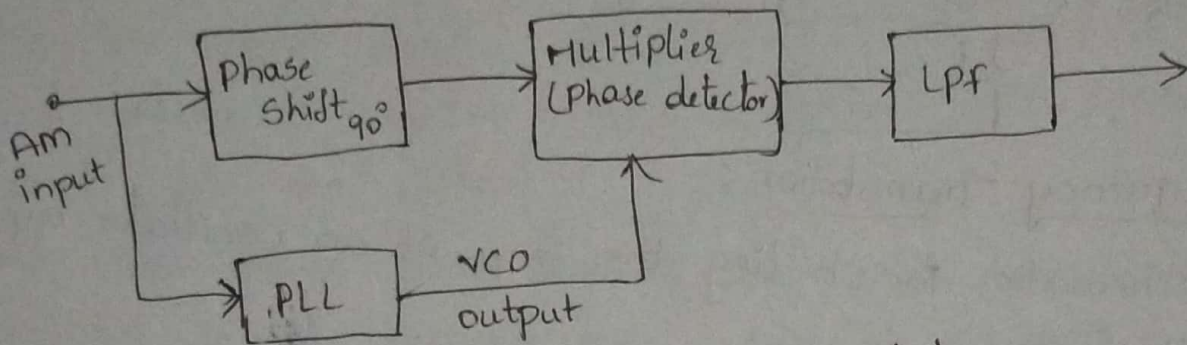 Phase
Shift 90°
Multiplier
(phase detector)
Lpf
AM
input
PLL
VCO
output